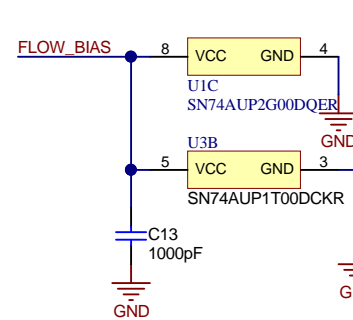 FLOW_BIAS
8 VCC GND 4
U1C
SN74AUP2G00DQER
GND
U3B
5 VCC GND 3
SN74AUP1T00DCKR
C13
1000pF
G
GND